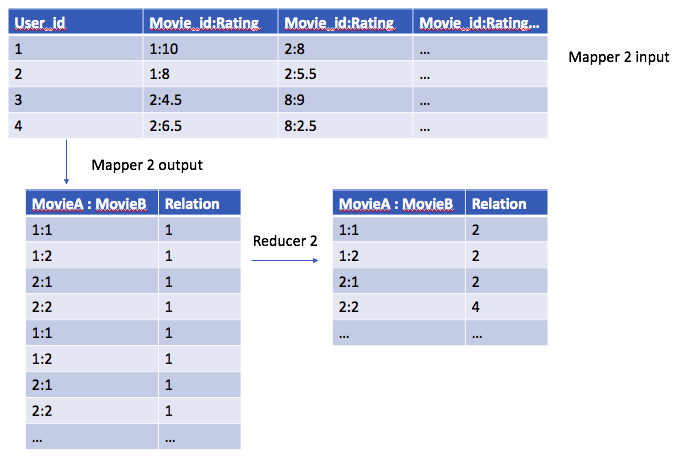 User_id Movie_id:Rating Movie_id:Rating Movie_id:Rating...
1 1:10 2:8 ...
2 1:8 2:5.5 ...
3 2:4.5 8:9 ...
4 2:6.5 8:2.5 ...
Mapper 2 input
Mapper 2 output
MovieA : MovieB Relation
1:1 1
1:2 1
2:1 1
2:2 1
1:1 1
1:2 1
2:1 1
2:2 1
... ...
Reducer 2
MovieA : MovieB Relation
1:1 2
1:2 2
2:1 2
2:2 4
... ...